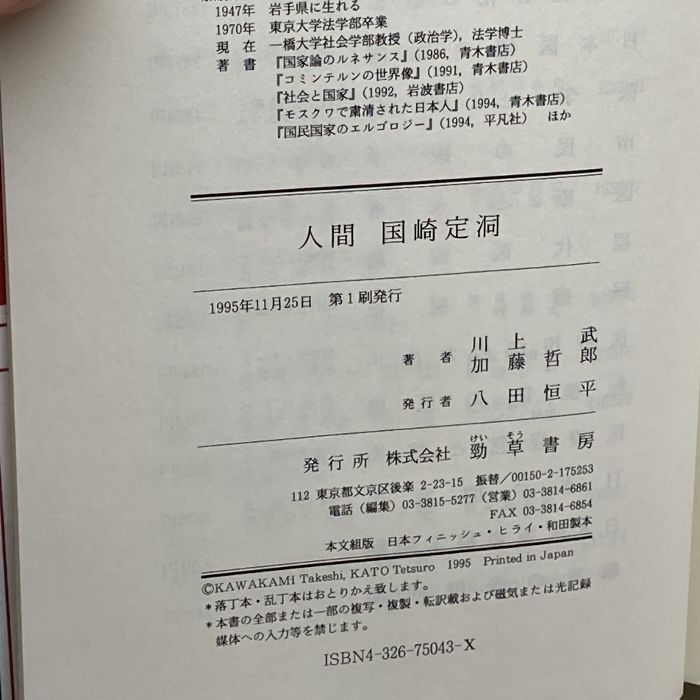 1947年 岩手県に生れる
1970年 東京大学法学部卒業
現 在 一橋大学社会学部教授(政治学),法学博士
著 書 『国家論のルネサンス』(1986, 青木書店)
『コミンテルンの世界像』(1991, 青木書店)
『社会と国家』(1992, 岩波書店)
『モスクワで粛清された日本人』(1994, 青木書店)
『国民国家のエルゴロジー』(1994, 平凡社) ほか
人間 国崎定洞
1995年11月25日 第1刷発行
著 者 川上 武
加藤哲郎
発行者 八田恒平
発行所 株式会社 勁草書房
けい そう
112 東京都文京区後楽 2-23-15 振替/00150-2-175253
電話(編集)03-3815-5277(営業)03-3814-6861
FAX 03-3814-6854
本文組版 日本フィニッシュ・ヒライ・和田製本
©KAWAKAMI Takeshi, KATO Tetsuro 1995 Printed in Japan
*落丁本・乱丁本はおとりかえ致します。
*本書の全部または一部の複写・複製・転訳載および磁気または光記録
媒体への入力等を禁じます。
ISBN4-326-75043-X